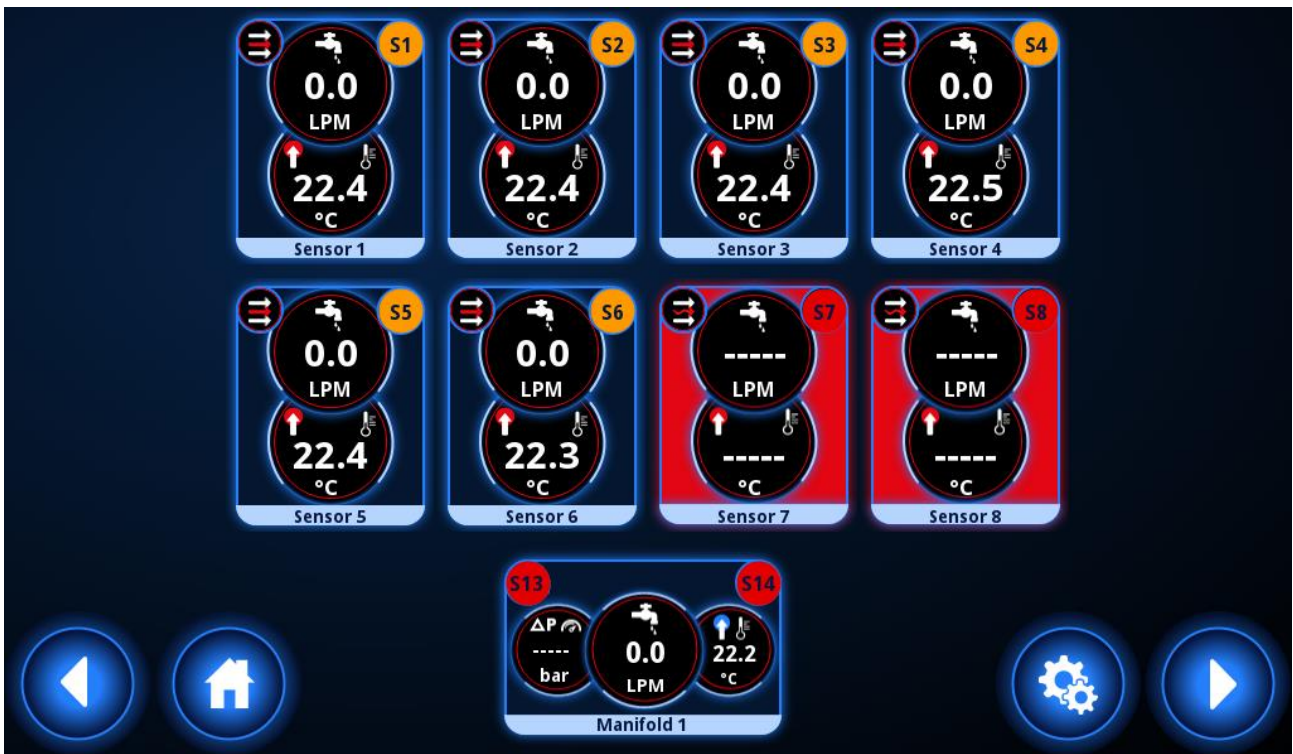 S1 S2 S3 S4
0.0 0.0 0.0 0.0
LPM LPM LPM LPM
22.4 22.4 22.4 22.5
°C °C °C °C
Sensor 1 Sensor 2 Sensor 3 Sensor 4
S5 S6 S7 S8
0.0 0.0 ----- -----
LPM LPM LPM LPM
22.4 22.3 ----- -----
°C °C °C °C
Sensor 5 Sensor 6 Sensor 7 Sensor 8
S13 S14
ΔP
----- 0.0 22.2
bar LPM °C
Manifold 1